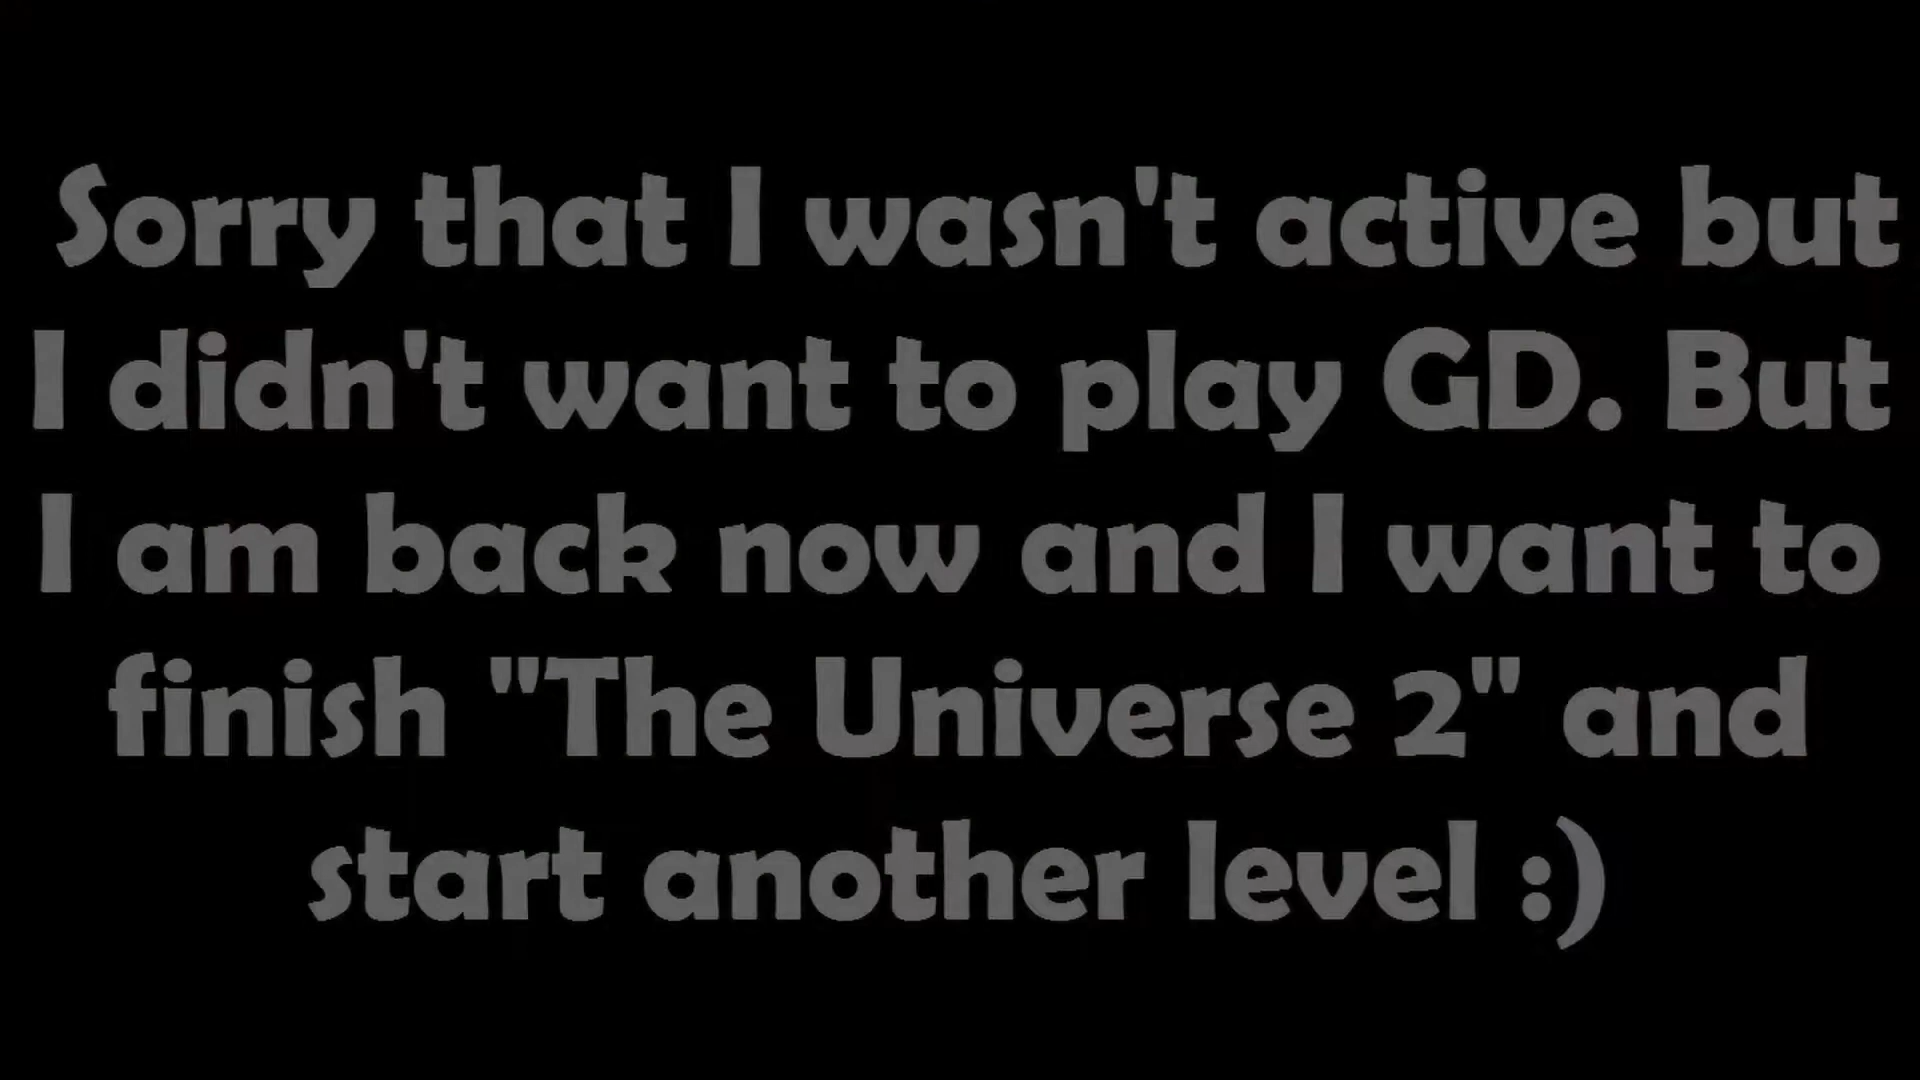 Sorry that I wasn't active but
I didn't want to play GD. But
I am back now and I want to
finish "The Universe 2" and
start another level :)